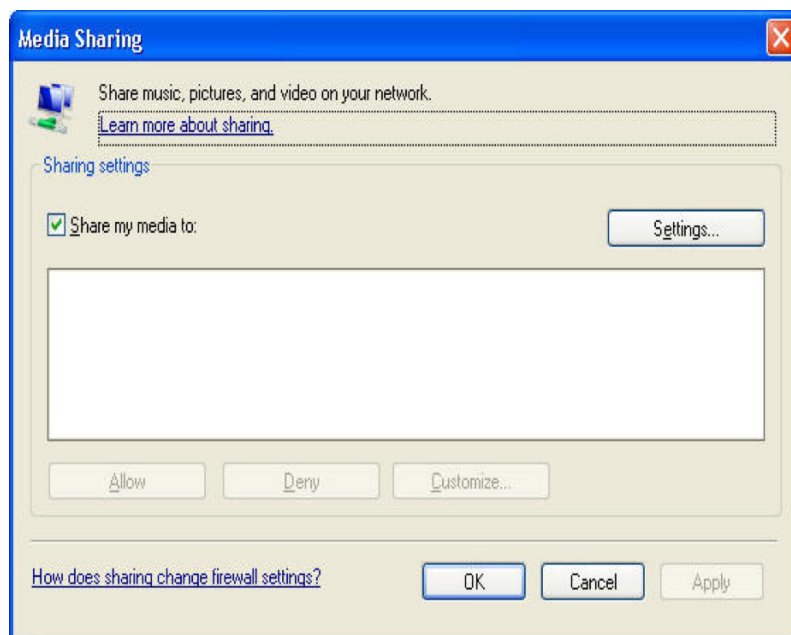 Media Sharing
Share music, pictures, and video on your network.
Learn more about sharing.
Sharing settings
Share my media to:
Settings...
Allow
Deny
Customize...
How does sharing change firewall settings?
OK
Cancel
Apply